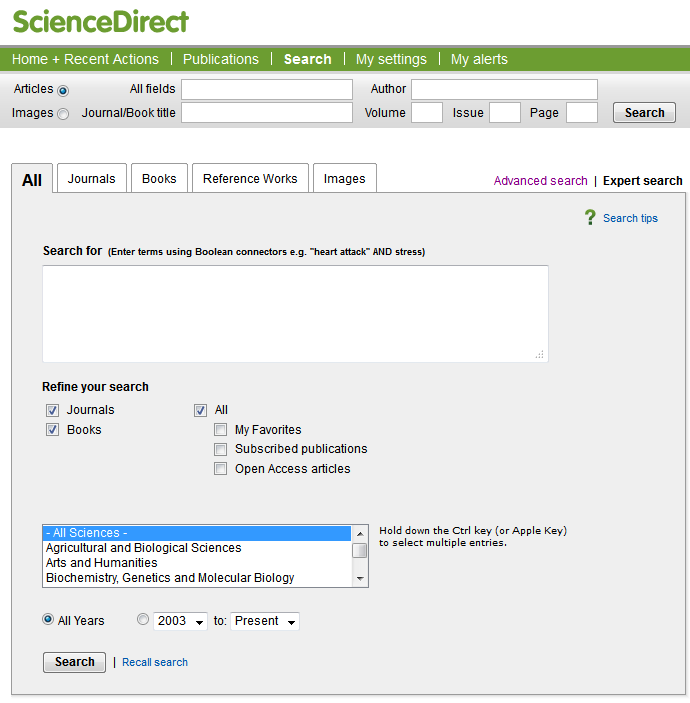 ScienceDirect
Home + Recent Actions | Publications | Search | My settings | My alerts
Articles All fields Author
Images Journal/Book title Volume Issue Page Search
All Journals Books Reference Works Images Advanced search | Expert search
? Search tips
Search for (Enter terms using Boolean connectors e.g. "heart attack" AND stress)
Refine your search
Journals All
Books My Favorites
Subscribed publications
Open Access articles
- All Sciences -
Agricultural and Biological Sciences
Arts and Humanities
Biochemistry, Genetics and Molecular Biology
Hold down the Ctrl key (or Apple Key)
to select multiple entries.
All Years 2003 to: Present
Search | Recall search